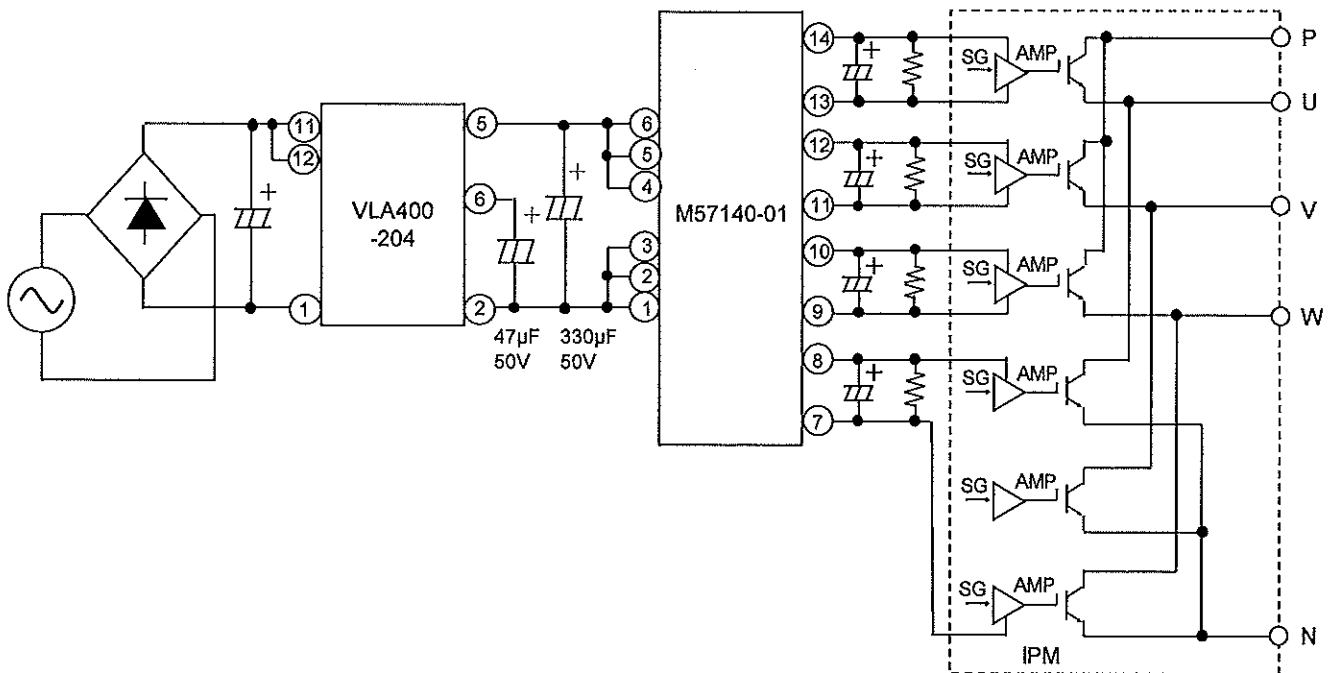 14
SG
AMP
P
13
U
11
5
6
12
SG
AMP
12
5
VLA400
-204
6
4
11
V
M57140-01
3
10
SG
AMP
2
1
2
1
9
W
47µF
50V
330µF
50V
8
SG
AMP
7
SG
AMP
SG
AMP
N
IPM
+
+
+
+
+
+
+